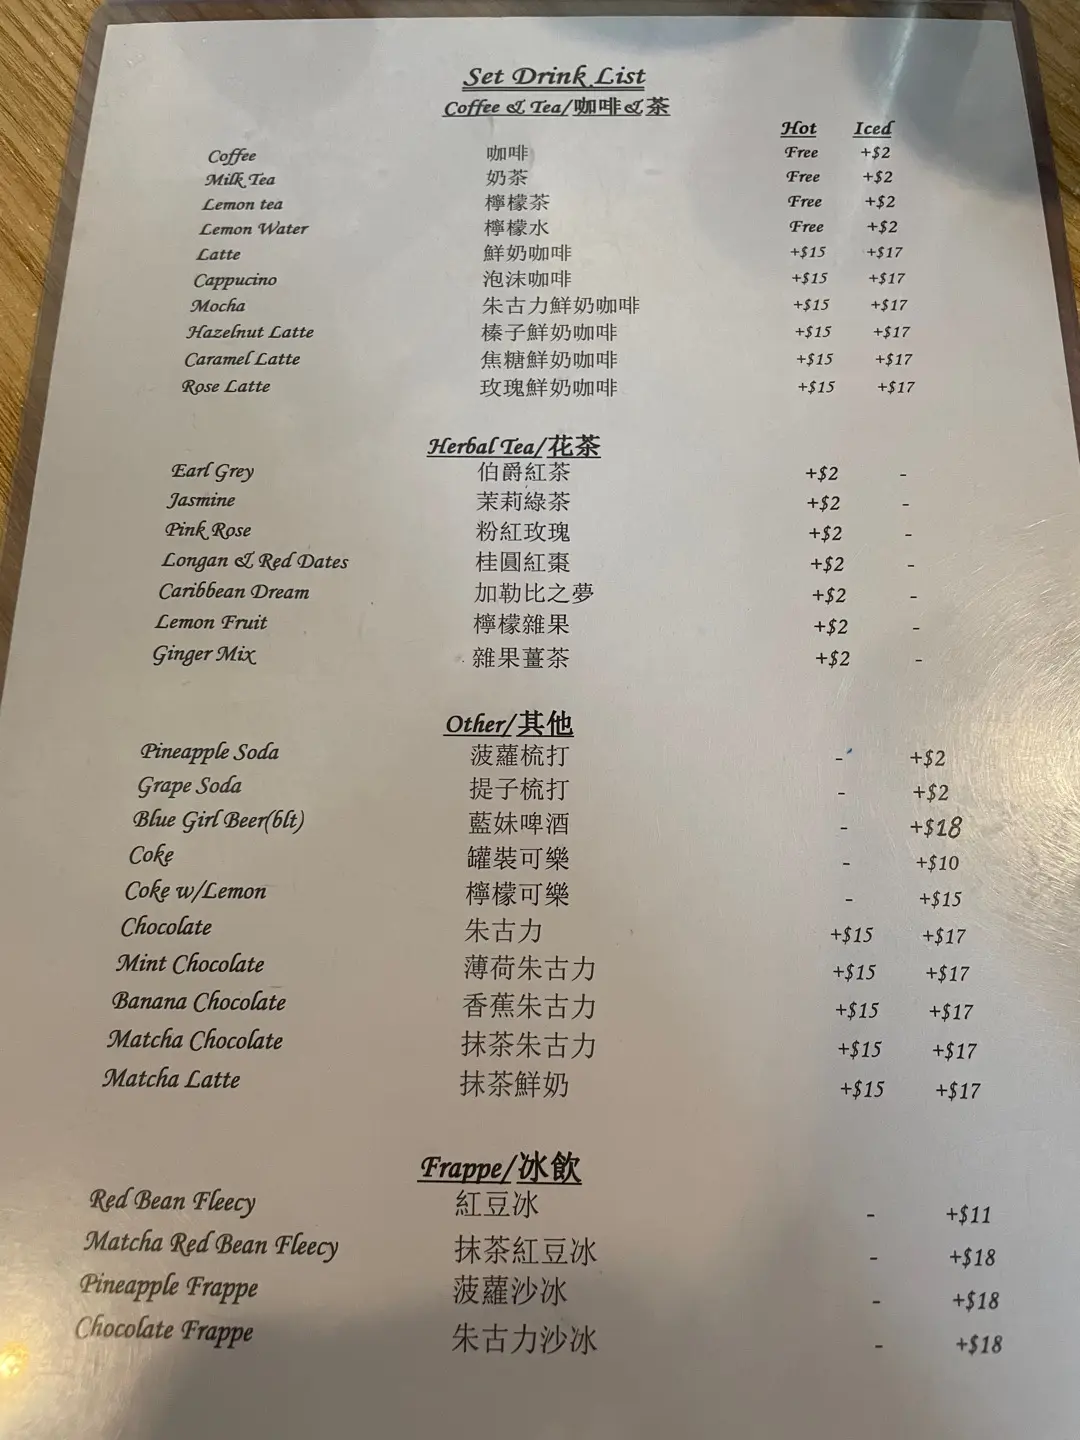 Set Drink List
Coffee & Tea/咖啡&茶
Hot Iced
Coffee 咖啡 Free +$2
Milk Tea 奶茶 Free +$2
Lemon tea 檸檬茶 Free +$2
Lemon Water 檸檬水 Free +$2
Latte 鮮奶咖啡 +$15 +$17
Cappucino 泡沫咖啡 +$15 +$17
Mocha 朱古力鮮奶咖啡 +$15 +$17
Hazelnut Latte 榛子鮮奶咖啡 +$15 +$17
Caramel Latte 焦糖鮮奶咖啡 +$15 +$17
Rose Latte 玫瑰鮮奶咖啡 +$15 +$17
Herbal Tea/花茶
Earl Grey 伯爵紅茶 +$2 -
Jasmine 茉莉綠茶 +$2 -
Pink Rose 粉紅玫瑰 +$2 -
Longan & Red Dates 桂圓紅棗 +$2 -
Caribbean Dream 加勒比之夢 +$2 -
Lemon Fruit 檸檬雜果 +$2 -
Ginger Mix 雜果薑茶 +$2 -
Other/其他
Pineapple Soda 菠蘿梳打 - +$2
Grape Soda 提子梳打 - +$2
Blue Girl Beer(blt) 藍妹啤酒 - +$18
Coke 罐裝可樂 - +$10
Coke w/Lemon 檸檬可樂 - +$15
Chocolate 朱古力 +$15 +$17
Mint Chocolate 薄荷朱古力 +$15 +$17
Banana Chocolate 香蕉朱古力 +$15 +$17
Matcha Chocolate 抹茶朱古力 +$15 +$17
Matcha Latte 抹茶鮮奶 +$15 +$17
Frappe/冰飲
Red Bean Fleecy 紅豆冰 - +$11
Matcha Red Bean Fleecy 抹茶紅豆冰 - +$18
Pineapple Frappe 菠蘿沙冰 - +$18
Chocolate Frappe 朱古力沙冰 - +$18